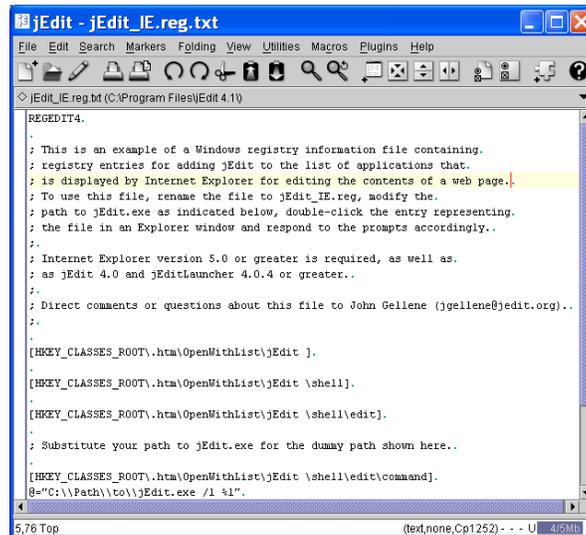 jEdit - jEdit_IE.reg.txt
File Edit Search Markers Folding View Utilities Macros Plugins Help
jEdit_IE.reg.txt (C:\Program Files\jEdit 4.1\)
REGEDIT4.
.
; This is an example of a Windows registry information file containing.
; registry entries for adding jEdit to the list of applications that.
; is displayed by Internet Explorer for editing the contents of a web page..
; To use this file, rename the file to jEdit_IE.reg, modify the.
; path to jEdit.exe as indicated below, double-click the entry representing.
; the file in an Explorer window and respond to the prompts accordingly..
;.
; Internet Explorer version 5.0 or greater is required, as well as.
; as jEdit 4.0 and jEditLauncher 4.0.4 or greater..
;.
; Direct comments or questions about this file to John Gellene (jgellene@jedit.org)..
;.
.
[HKEY_CLASSES_ROOT\.htm\OpenWithList\jEdit ].
.
[HKEY_CLASSES_ROOT\.htm\OpenWithList\jEdit \shell].
.
[HKEY_CLASSES_ROOT\.htm\OpenWithList\jEdit \shell\edit].
.
; Substitute your path to jEdit.exe for the dummy path shown here..
.
[HKEY_CLASSES_ROOT\.htm\OpenWithList\jEdit \shell\edit\command].
@="C:\\Path\\to\\jEdit.exe /l %l".
5,76 Top (text,none,Cp1252) - - - U 4/5Mb